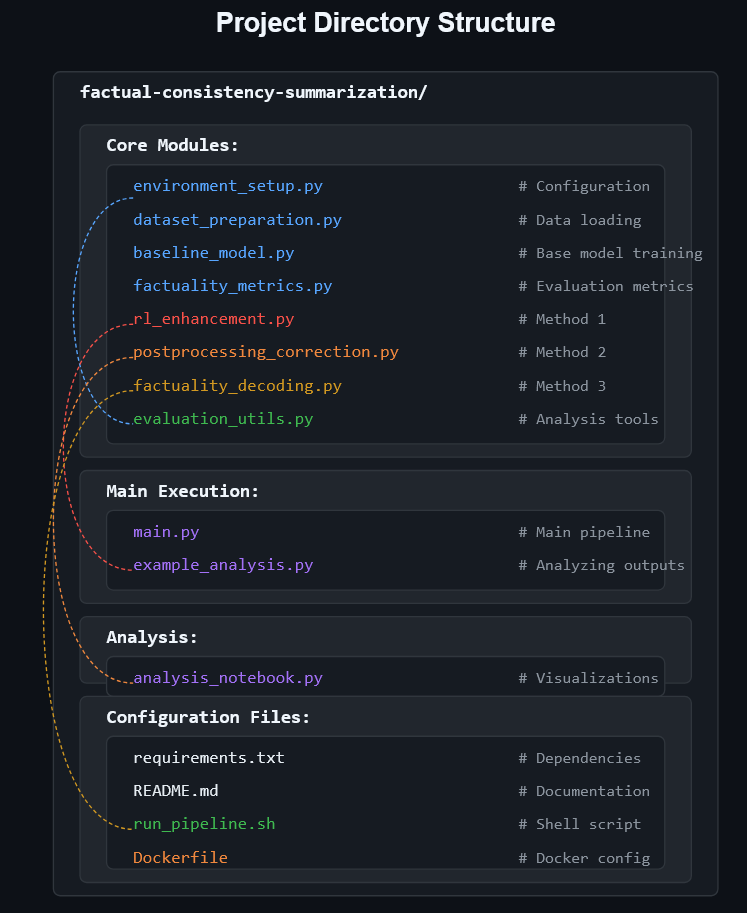 Project Directory Structure
factual-consistency-summarization/
Core Modules:
environment_setup.py # Configuration
dataset_preparation.py # Data loading
baseline_model.py # Base model training
factuality_metrics.py # Evaluation metrics
rl_enhancement.py # Method 1
postprocessing_correction.py # Method 2
factuality_decoding.py # Method 3
evaluation_utils.py # Analysis tools
Main Execution:
main.py # Main pipeline
example_analysis.py # Analyzing outputs
Analysis:
analysis_notebook.py # Visualizations
Configuration Files:
requirements.txt # Dependencies
README.md # Documentation
run_pipeline.sh # Shell script
Dockerfile # Docker config